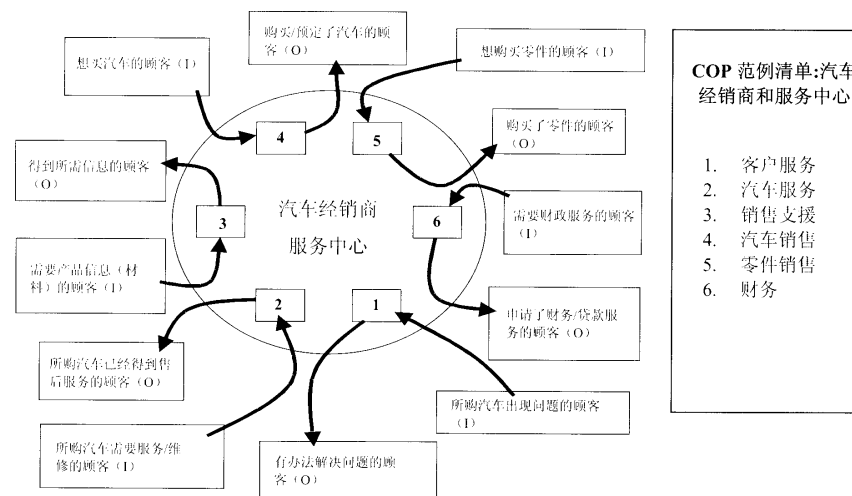 购买/预定了汽车的顾
客（O）
想买汽车的顾客（I）
想购买零件的顾客（I）
4
5
购买了零件的顾客
（O）
得到所需信息的顾客
（O）
3
汽车经销商
服务中心
6
需要财政服务的顾客
（I）
需要产品信息（材
料）的顾客（I）
2
1
申请了财务/贷款服
务的顾客（O）
所购汽车已经得到售
后服务的顾客（O）
所购汽车出现问题的顾客
（I）
所购汽车需要服务/维
修的顾客（I）
有办法解决问题的顾
客（O）
COP 范例清单:汽车
经销商和服务中心
1. 客户服务
2. 汽车服务
3. 销售支援
4. 汽车销售
5. 零件销售
6. 财务